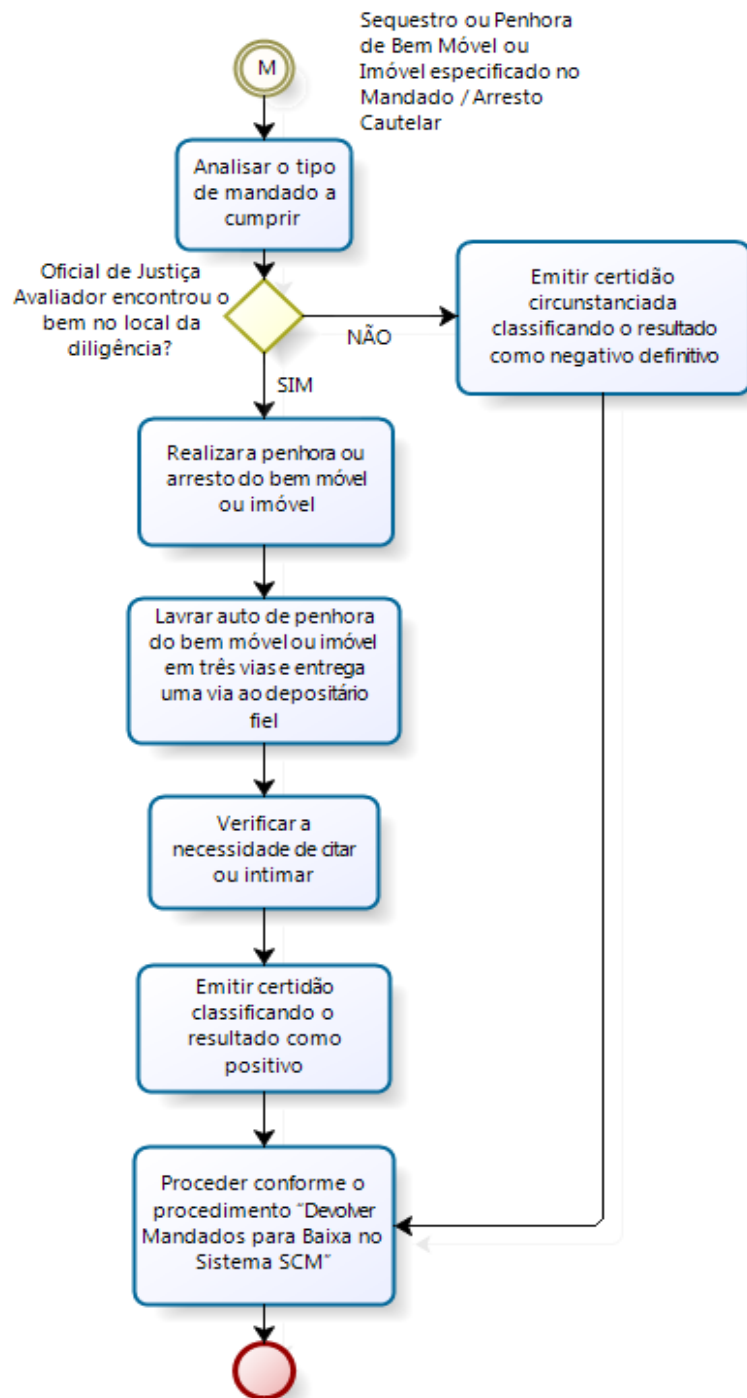 Sequestro ou Penhora
de Bem Móvel ou
Imóvel especificado no
Mandado / Arresto
Cautelar
M
Analisar o tipo
de mandado a
cumprir
Oficial de Justiça
Avaliador encontrou o
bem no local da
diligência?
NÃO
Emitir certidão
circunstanciada
classificando o resultado
como negativo definitivo
SIM
Realizar a penhora ou
arresto do bem móvel
ou imóvel
Lavrar auto de penhora
do bem móvel ou imóvel
em três vias e entrega
uma via ao depositário
fiel
Verificar a
necessidade de citar
ou intimar
Emitir certidão
classificando o
resultado como
positivo
Proceder conforme o
procedimento “Devolver
Mandados para Baixa no
Sistema SCM”